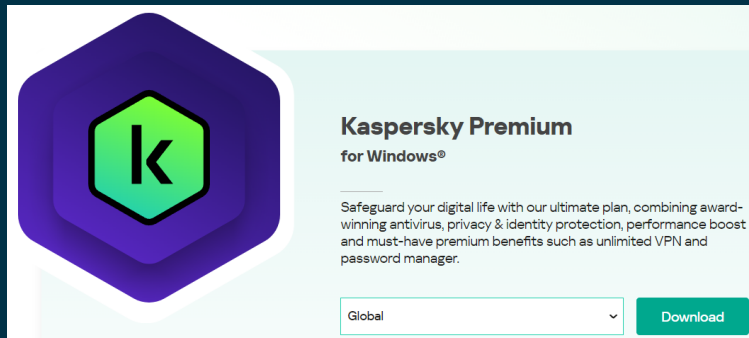 k
Kaspersky Premium
for Windows®
Safeguard your digital life with our ultimate plan, combining award-
winning antivirus, privacy & identity protection, performance boost
and must-have premium benefits such as unlimited VPN and
password manager.
Global
Download